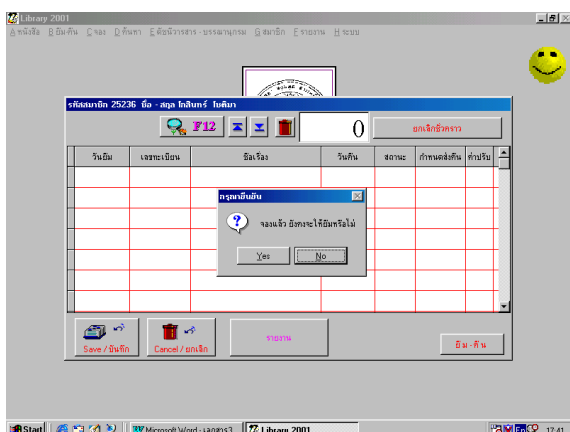 Library 2001
A หนังสือ B ยืม-คืน C จอง D ค้นหา E ดัชนีวารสาร - บรรณานุกรม G สมาชิก F รายงาน H ระบบ
รหัสสมาชิก 25236 ชื่อ - สกุล โกสินทร์ ใบคิมา
F12 0 ยกเลิกชั่วคราว
วันยืม เลขทะเบียน ชื่อเรื่อง วันคืน สถานะ กำหนดส่งคืน ค่าปรับ
กรุณายืนยัน
จองแล้ว ยังคงจะให้ยืมหรือไม่
Yes No
Save / บันทึก Cancel / ยกเลิก รายงาน ยืม - คืน
Start Microsoft Word - เอกสาร3 Library 2001 En 17:41